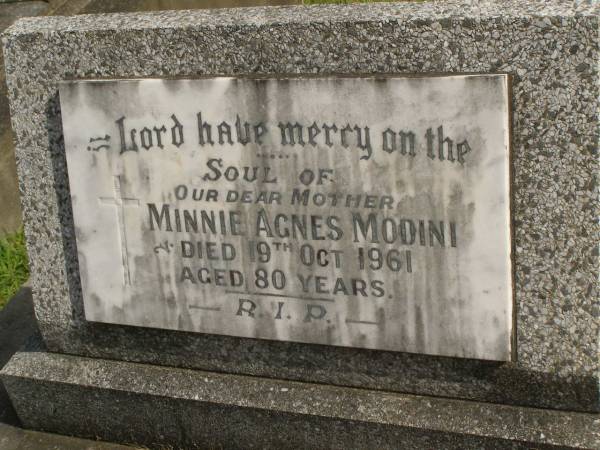 Lord have mercy on the
Soul of
Our dear Mother
Minnie Agnes Modini
Died 19th Oct 1961
Aged 80 Years.
— R. I. P. —